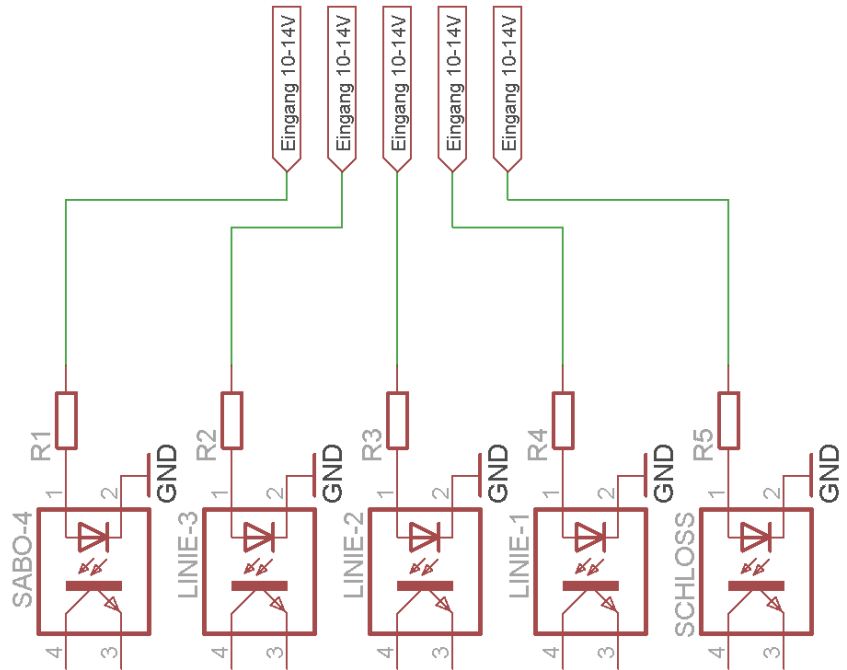 Eingang 10-14V
Eingang 10-14V
Eingang 10-14V
Eingang 10-14V
Eingang 10-14V
R1
R2
R3
R4
R5
1
2
GND
1
2
GND
1
2
GND
1
2
GND
1
2
GND
SABO-4
LINIE-3
LINIE-2
LINIE-1
SCHLOSS
4
3
4
3
4
3
4
3
4
3